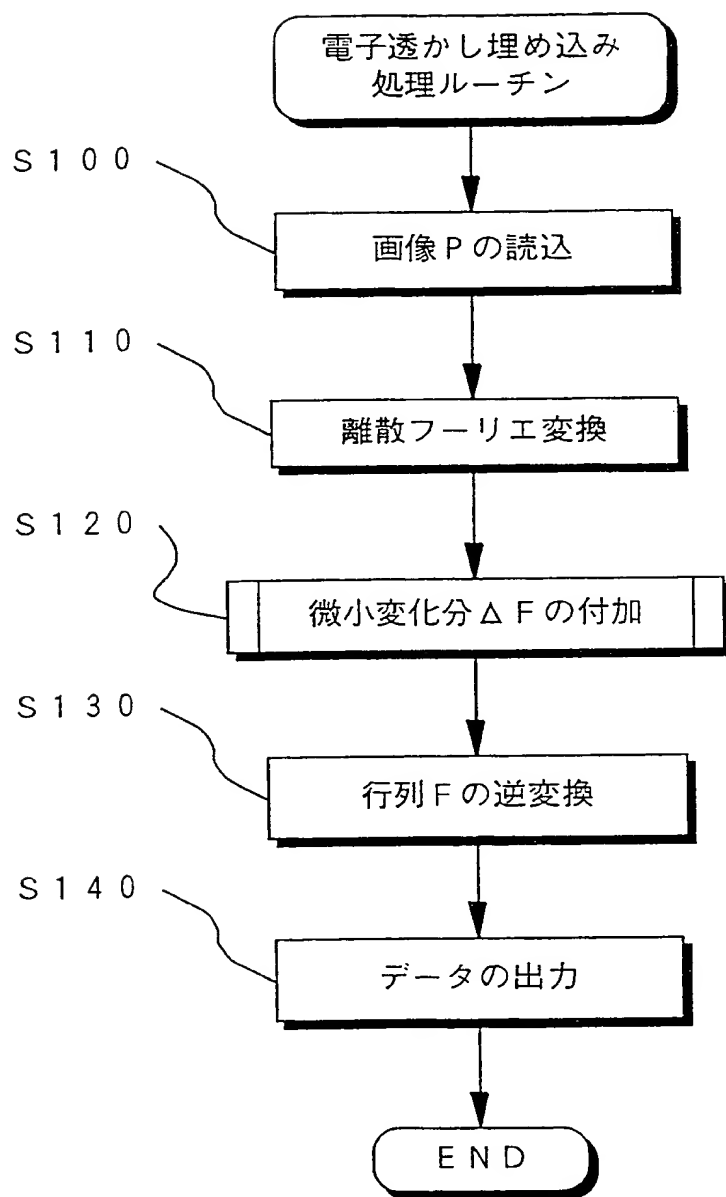 電子透かし埋め込み
処理ルーチン
S100
画像Pの読込
S110
離散フーリエ変換
S120
微小変化分ΔFの付加
S130
行列Fの逆変換
S140
データの出力
END